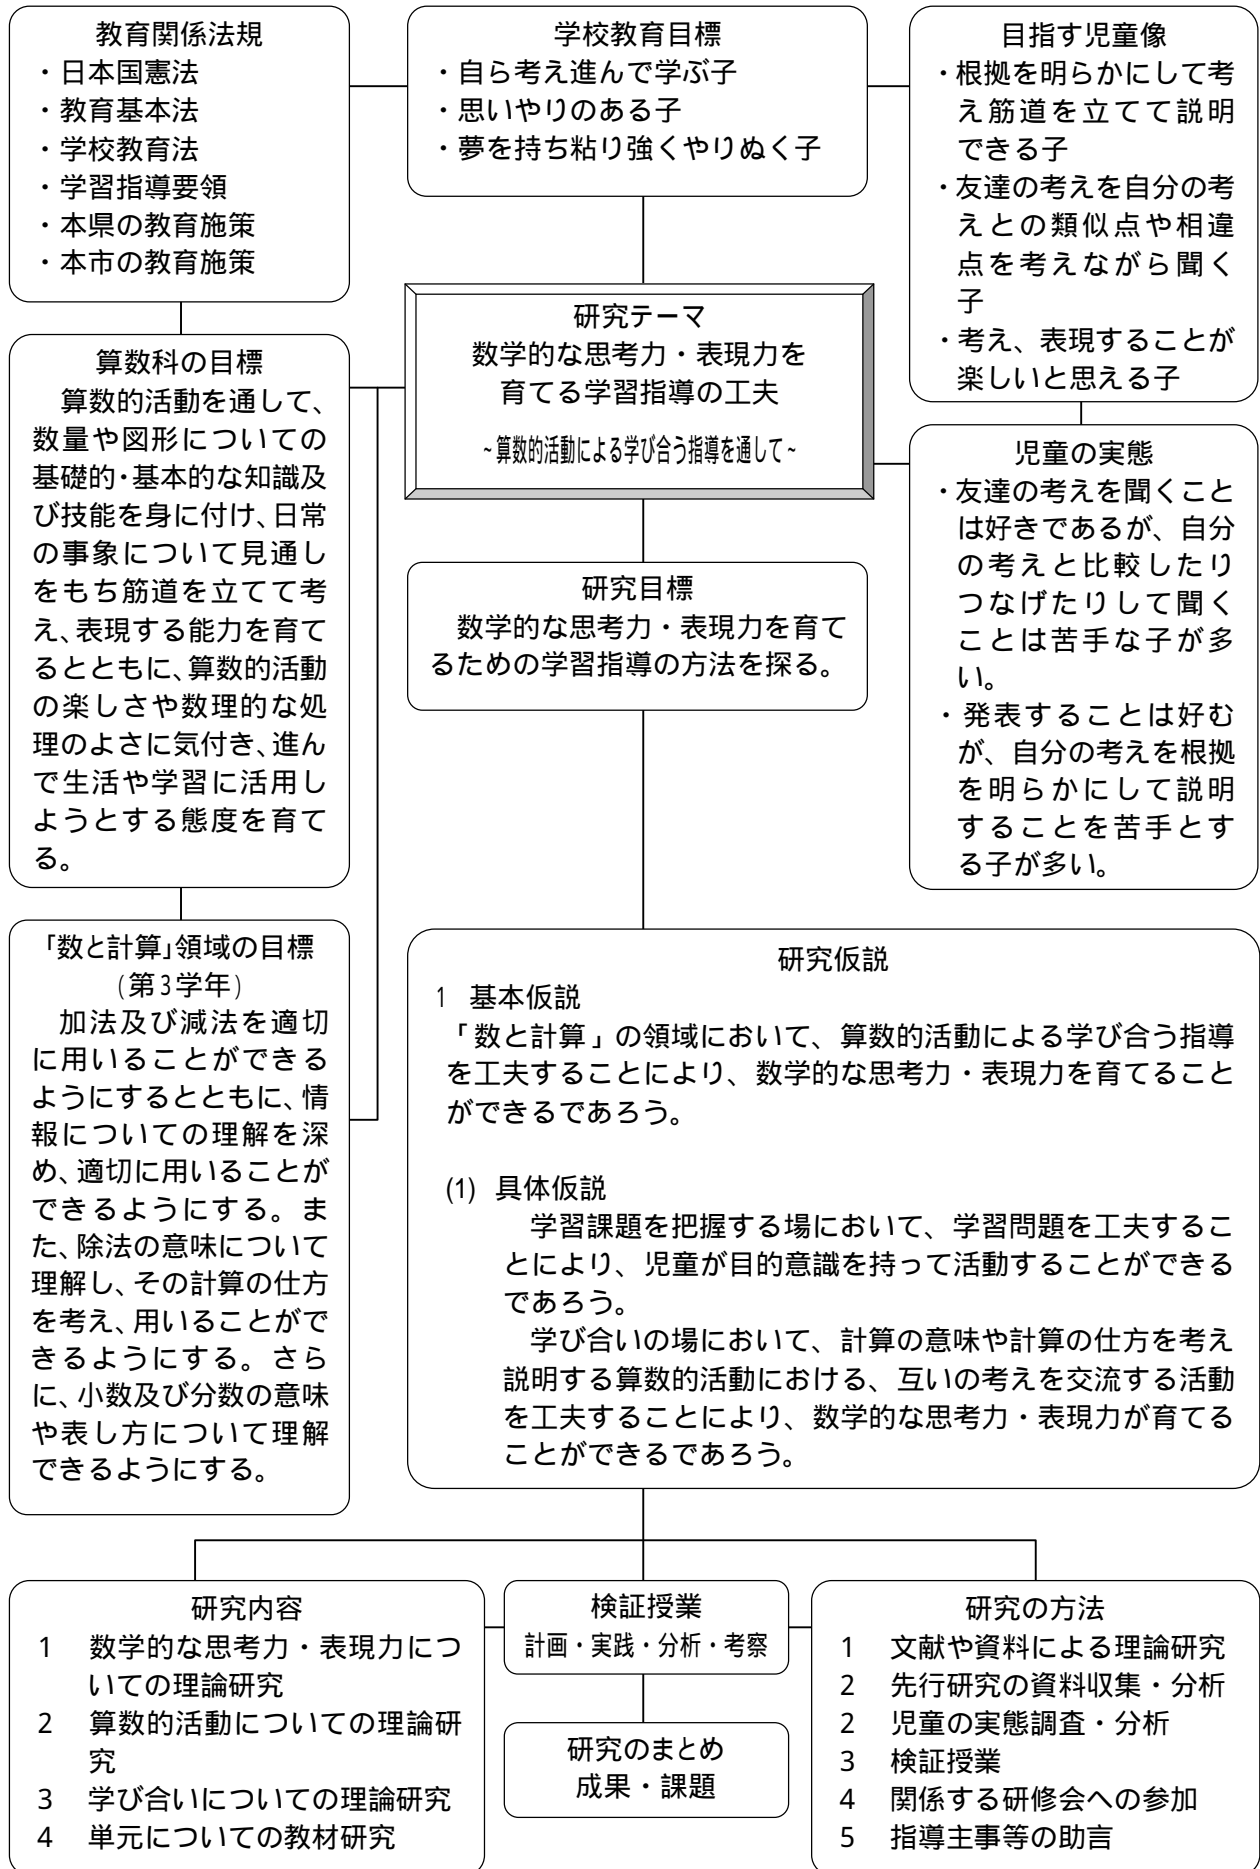 教育関係法規
・日本国憲法
・教育基本法
・学校教育法
・学習指導要領
・本県の教育施策
・本市の教育施策
学校教育目標
・自ら考え進んで学ぶ子
・思いやりのある子
・夢を持ち粘り強くやりぬく子
目指す児童像
・根拠を明らかにして考
え筋道を立てて説明
できる子
・友達の考えを自分の考
えとの類似点や相違
点を考えながら聞く
子
・考え、表現することが
楽しいと思える子
研究テーマ
数学的な思考力・表現力を
育てる学習指導の工夫
~算数的活動による学び合う指導を通して~
算数科の目標
算数的活動を通して、
数量や図形についての
基礎的・基本的な知識及
び技能を身に付け、日常
の事象について見通し
をもち筋道を立てて考
え、表現する能力を育て
るとともに、算数的活動
の楽しさや数理的な処
理のよさに気付き、進ん
で生活や学習に活用し
ようとする態度を育て
る。
児童の実態
・友達の考えを聞くこと
は好きであるが、自分
の考えと比較したり
つなげたりして聞く
ことは苦手な子が多
い。
・発表することは好む
が、自分の考えを根拠
を明らかにして説明
することを苦手とす
る子が多い。
研究目標
数学的な思考力・表現力を育て
るための学習指導の方法を探る。
「数と計算」領域の目標
(第3学年)
加法及び減法を適切
に用いることができる
ようにするとともに、情
報についての理解を深
め、適切に用いることが
できるようにする。ま
た、除法の意味について
理解し、その計算の仕方
を考え、用いることがで
きるようにする。さら
に、小数及び分数の意味
や表し方について理解
できるようにする。
研究仮説
1 基本仮説
「数と計算」の領域において、算数的活動による学び合う指導
を工夫することにより、数学的な思考力・表現力を育てること
ができるであろう。
(1) 具体仮説
学習課題を把握する場において、学習問題を工夫するこ
とにより、児童が目的意識を持って活動することができる
であろう。
学び合いの場において、計算の意味や計算の仕方を考え
説明する算数的活動における、互いの考えを交流する活動
を工夫することにより、数学的な思考力・表現力が育てる
ことができるであろう。
研究内容
1 数学的な思考力・表現力につ
いての理論研究
2 算数的活動についての理論研
究
3 学び合いについての理論研究
4 単元についての教材研究
検証授業
計画・実践・分析・考察
研究のまとめ
成果・課題
研究の方法
1 文献や資料による理論研究
2 先行研究の資料収集・分析
2 児童の実態調査・分析
3 検証授業
4 関係する研修会への参加
5 指導主事等の助言